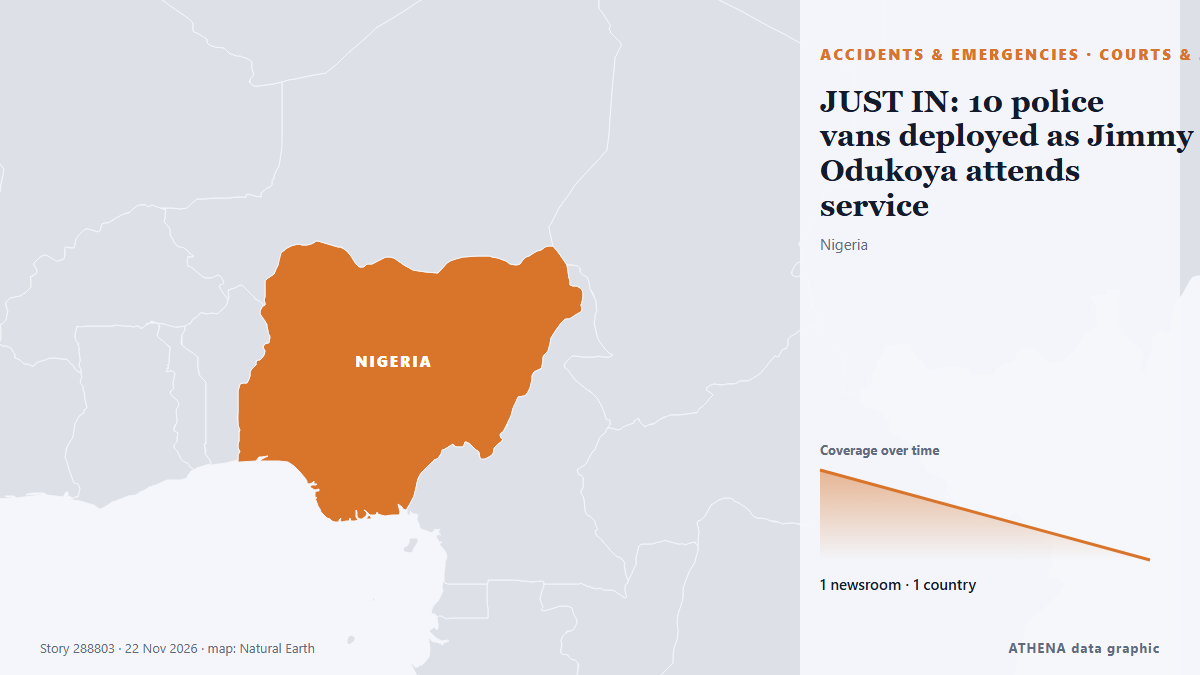 ACCIDENTS & EMERGENCIES · COURTS &
JUST IN: 10 police
vans deployed as Jimmy
Odukoya attends
service
Nigeria
NIGERIA
Coverage over time
1 newsroom · 1 country
Story 288803 · 22 Nov 2026 · map: Natural Earth
ATHENA data graphic